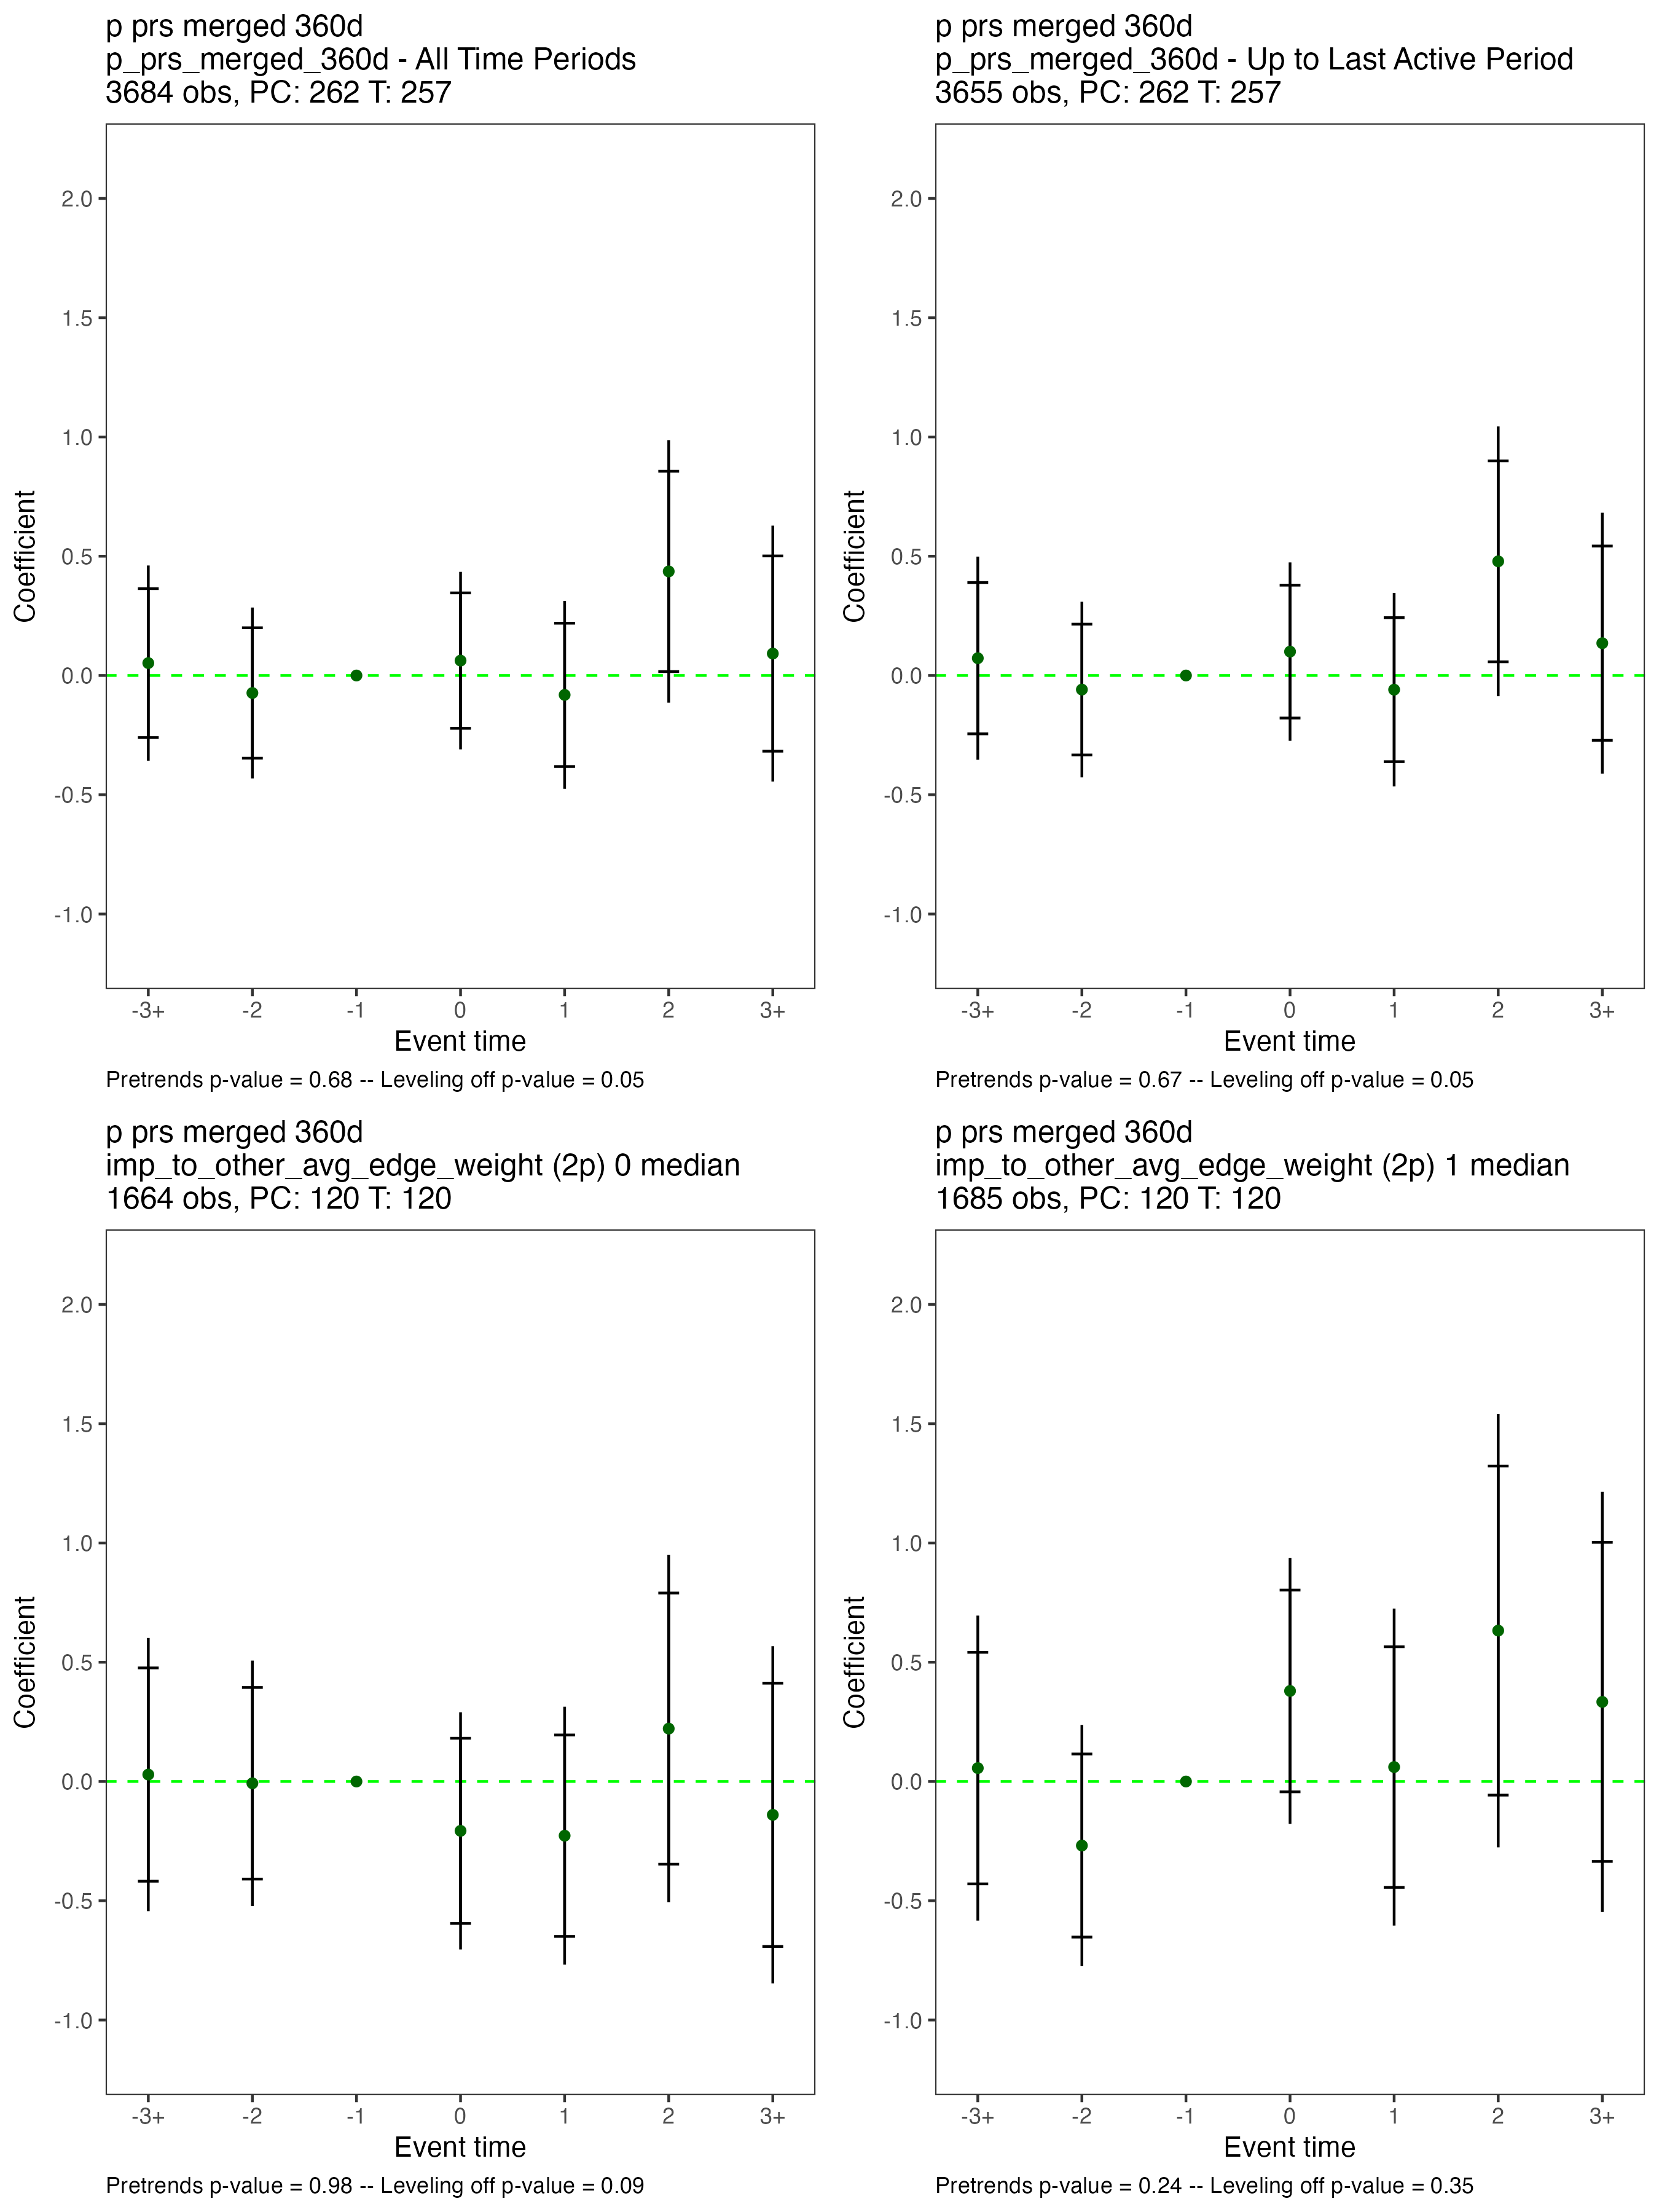 p prs merged 360d
p_prs_merged_360d - All Time Periods
3684 obs, PC: 262 T: 257
Coefficient
2.0
1.5
1.0
0.5
0.0
-0.5
-1.0
-3+ -2 -1 0 1 2 3+
Event time
Pretrends p-value = 0.68 -- Leveling off p-value = 0.05
p prs merged 360d
p_prs_merged_360d - Up to Last Active Period
3655 obs, PC: 262 T: 257
Coefficient
2.0
1.5
1.0
0.5
0.0
-0.5
-1.0
-3+ -2 -1 0 1 2 3+
Event time
Pretrends p-value = 0.67 -- Leveling off p-value = 0.05
p prs merged 360d
imp_to_other_avg_edge_weight (2p) 0 median
1664 obs, PC: 120 T: 120
Coefficient
2.0
1.5
1.0
0.5
0.0
-0.5
-1.0
-3+ -2 -1 0 1 2 3+
Event time
Pretrends p-value = 0.98 -- Leveling off p-value = 0.09
p prs merged 360d
imp_to_other_avg_edge_weight (2p) 1 median
1685 obs, PC: 120 T: 120
Coefficient
2.0
1.5
1.0
0.5
0.0
-0.5
-1.0
-3+ -2 -1 0 1 2 3+
Event time
Pretrends p-value = 0.24 -- Leveling off p-value = 0.35